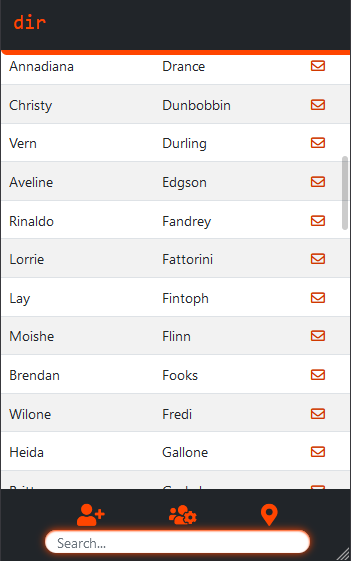 dir
Annadiana Drance
Christy Dunbobbin
Vern Durling
Aveline Edgson
Rinaldo Fandrey
Lorrie Fattorini
Lay Fintoph
Moishe Flinn
Brendan Fooks
Wilone Fredi
Heida Gallone
Search...